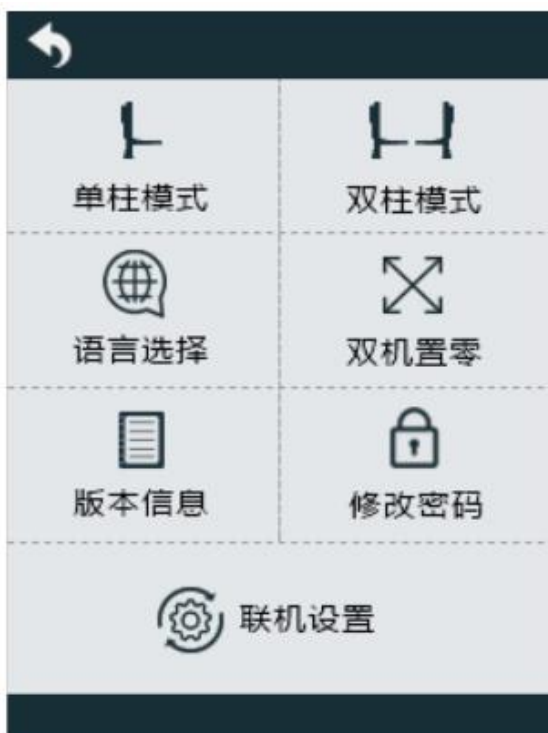 单柱模式
双柱模式
语言选择
双机置零
版本信息
修改密码
联机设置